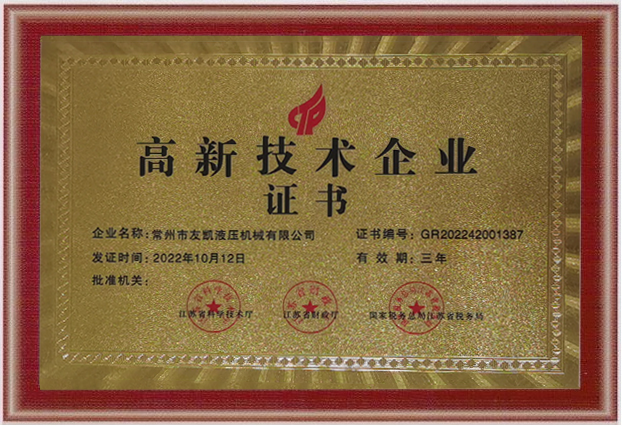 高新技术企业
证书
企业名称：常州市友凯液压机械有限公司 证书编号：GR202242001387
发证时间：2022年10月12日 有效期：三年
批准机关：
江苏省科学技术厅 江苏省财政厅 国家税务总局江苏省税务局